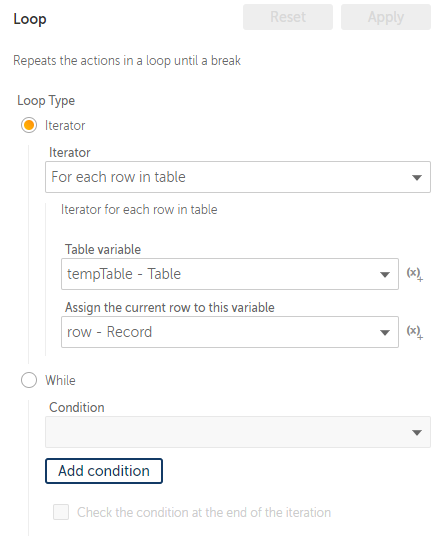 Loop
Reset
Apply
Repeats the actions in a loop until a break
Loop Type
Iterator
Iterator
For each row in table
Iterator for each row in table
Table variable
tempTable - Table
(x)+
Assign the current row to this variable
row - Record
(x)+
While
Condition
Add condition
Check the condition at the end of the iteration